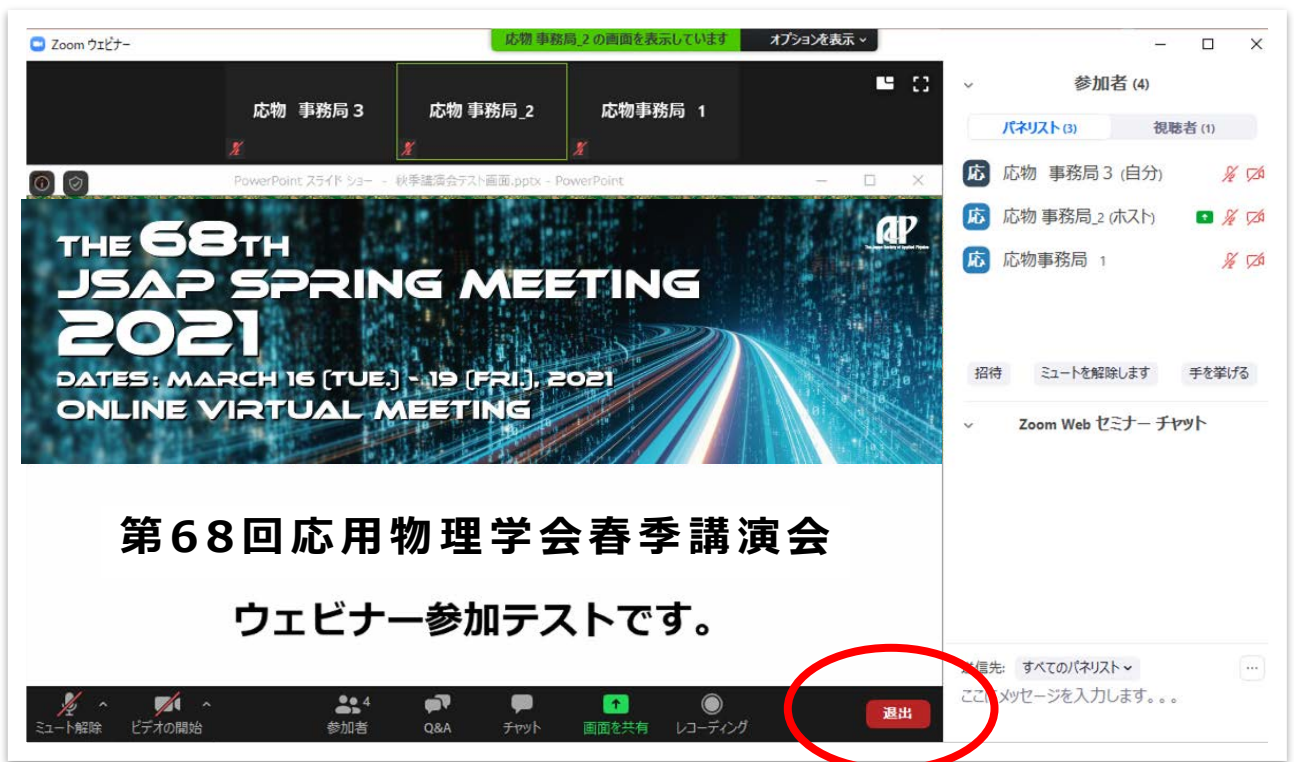 Zoom ウェビナー
応物 事務局_2 の画面を表示しています
オプションを表示
応物 事務局 3
応物 事務局_2
応物事務局 1
PowerPoint スライド ショー - 秋季講演会テスト画面.pptx - PowerPoint
THE 68TH
JSAP SPRING MEETING
2021
DATES: MARCH 16 (TUE.) - 19 (FRI.), 2021
ONLINE VIRTUAL MEETING
The Japan Society of Applied Physics
第68回応用物理学会春季講演会
ウェビナー参加テストです。
ミュート解除
ビデオの開始
4
参加者
Q&A
チャット
画面を共有
レコーディング
退出
参加者 (4)
パネリスト (3)
視聴者 (1)
応 応物 事務局 3 (自分)
応 応物 事務局_2 (ホスト)
応 応物事務局 1
招待
ミュートを解除します
手を挙げる
Zoom Web セミナー チャット
送信先: すべてのパネリスト
ここにメッセージを入力します。。。